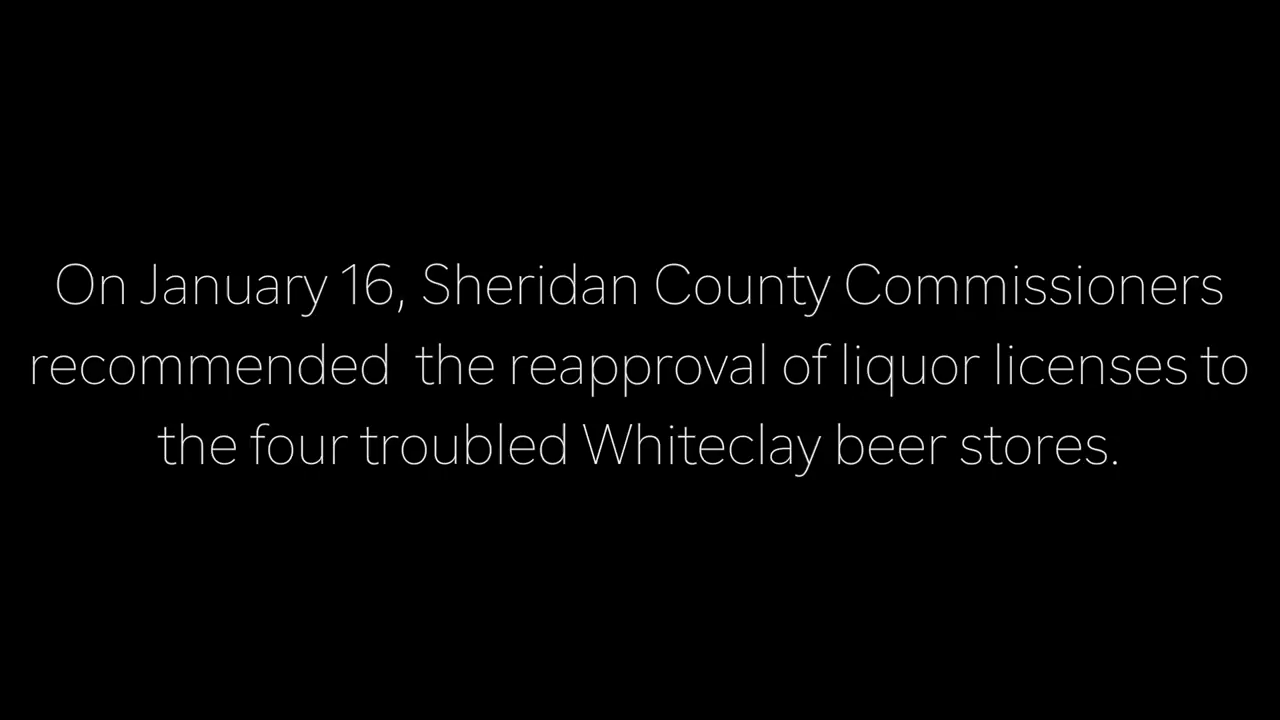 On January 16, Sheridan County Commissioners
recommended  the reapproval of liquor licenses to
the four troubled Whiteclay beer stores.